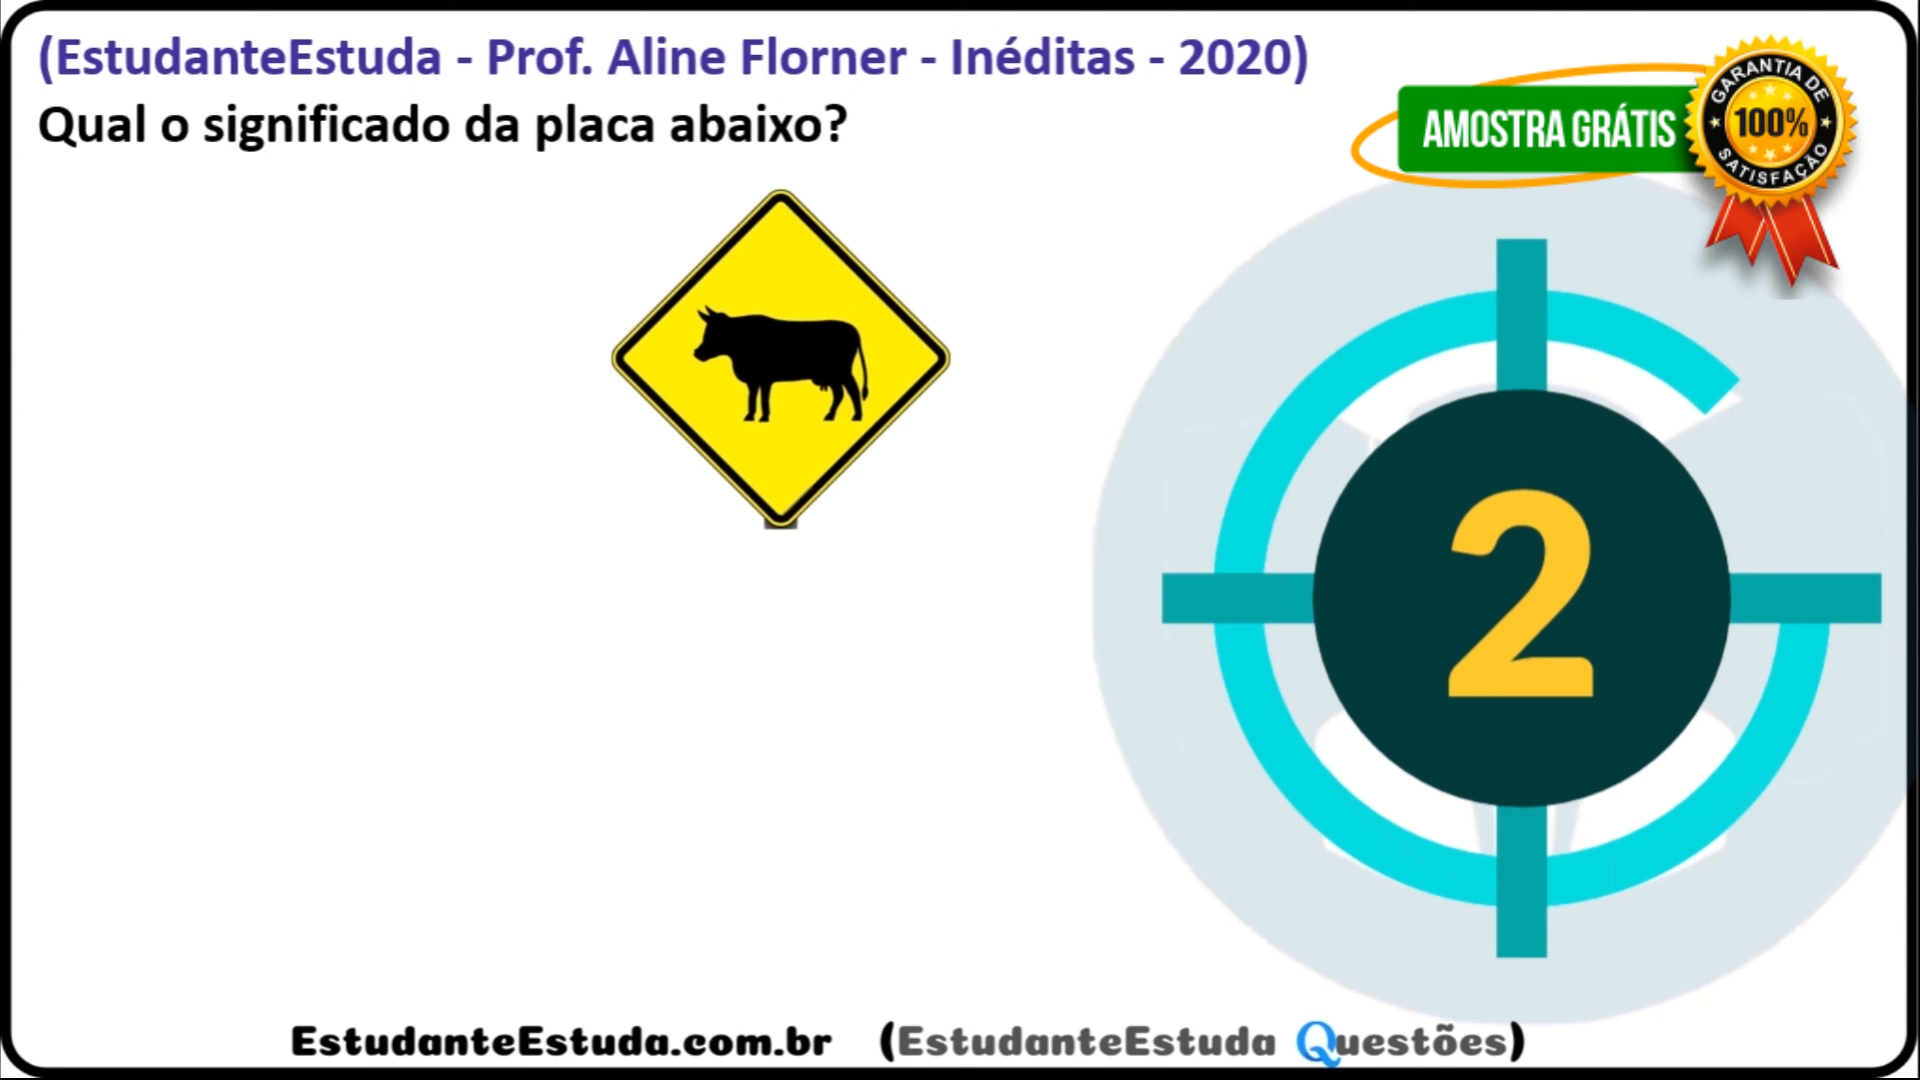 (EstudanteEstuda - Prof. Aline Florner - Inéditas - 2020)
Qual o significado da placa abaixo?
AMOSTRA GRÁTIS
GARANTIA DE
100%
SATISFAÇÃO
2
EstudanteEstuda.com.br (EstudanteEstuda Questões)